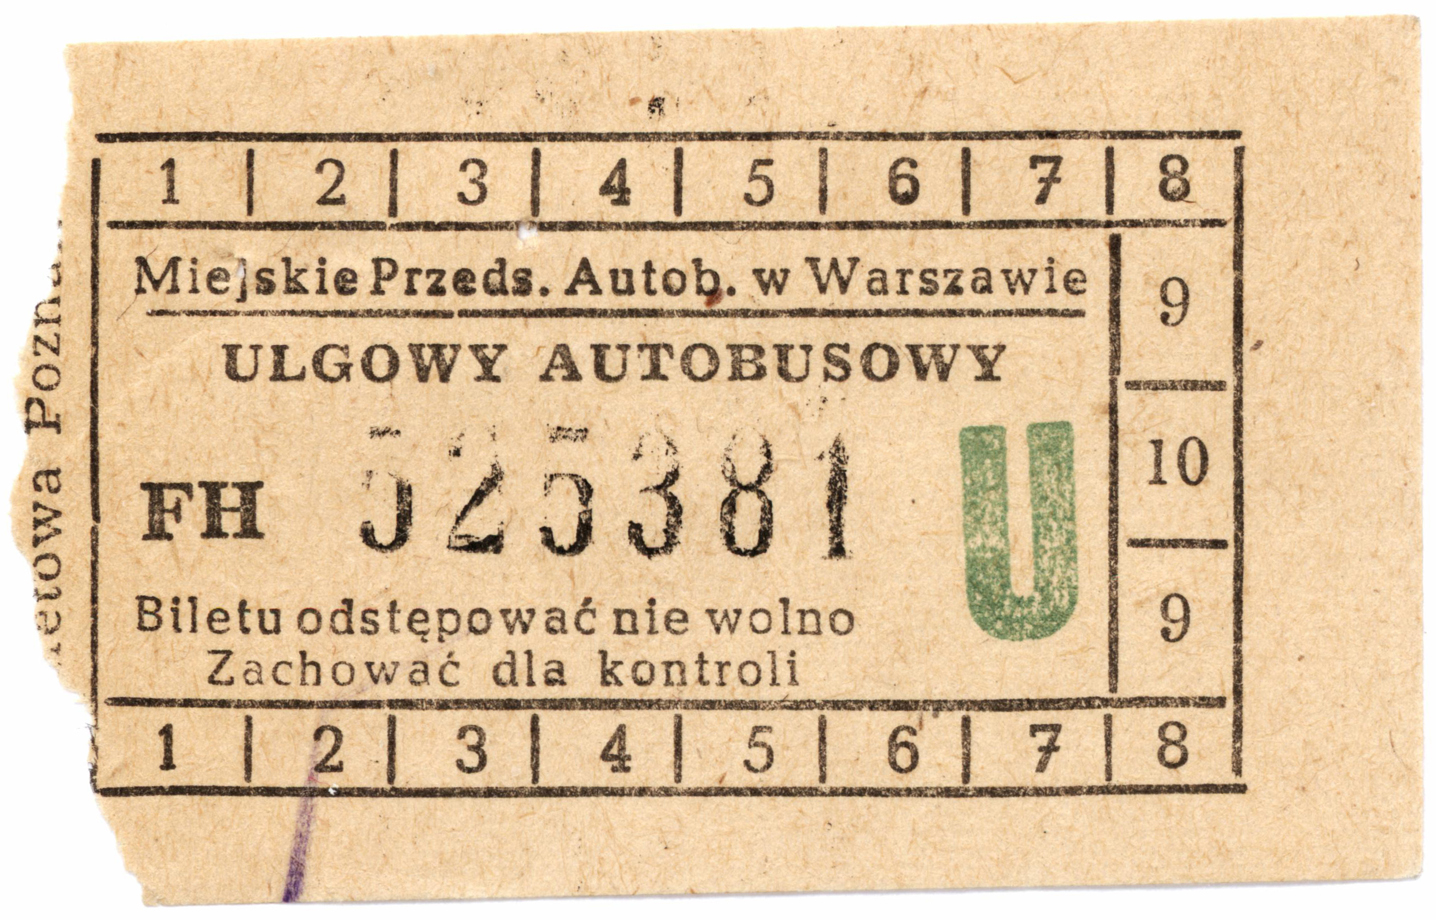 1 | 2 | 3 | 4 | 5 | 6 | 7 | 8
Miejskie Przeds. Autob. w Warszawie
9
ULGOWY AUTOBUSOWY
FH 525381 U
10
Biletu odstępować nie wolno
9
Zachować dla kontroli
1 | 2 | 3 | 4 | 5 | 6 | 7 | 8